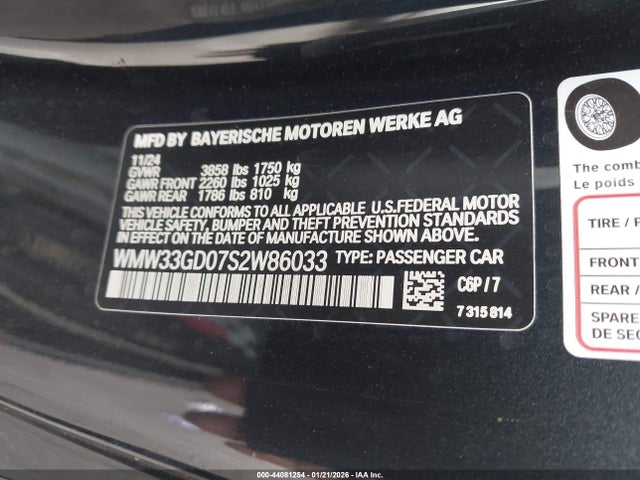 MFD BY BAYERISCHE MOTOREN WERKE AG
11/24
GVWR 3858 lbs 1750 kg
GAWR FRONT 2260 lbs 1025 kg
GAWR REAR 1786 lbs 810 kg
THIS VEHICLE CONFORMS TO ALL APPLICABLE U.S.FEDERAL MOTOR
VEHICLE SAFETY, BUMPER AND THEFT PREVENTION STANDARDS
IN EFFECT ON THE DATE OF MANUFACTURE SHOWN ABOVE.
WMW33GD07S2W86033 TYPE: PASSENGER CAR
C6P / 7
7 315 814
The comb
Le poids
TIRE / P
FRONT
REAR /
SPARE
DE SEC
000-44081254 - 01/21/2026 - IAA Inc.